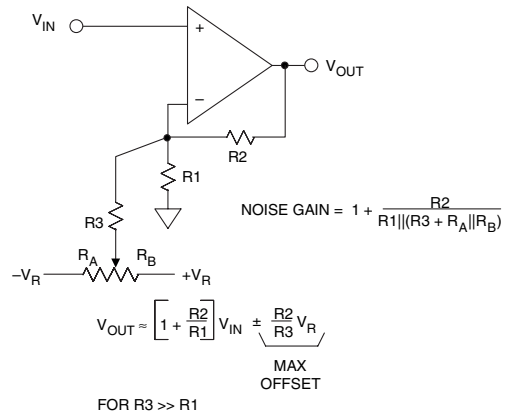 V_IN
+
V_OUT
–
R2
R1
R3
NOISE GAIN = 1 + R2 / R1||(R3 + R_A||R_B)
R_A R_B
–V_R +V_R
V_OUT ≈ [1 + R2/R1] V_IN ± R2/R3 V_R
MAX
OFFSET
FOR R3 >> R1